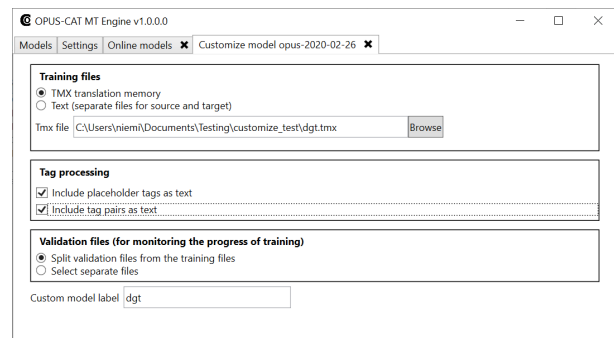 OPUS-CAT MT Engine v1.0.0.0
Models Settings Online models ✖ Customize model opus-2020-02-26 ✖
Training files
TMX translation memory
Text (separate files for source and target)
Tmx file C:\Users\niemi\Documents\Testing\customize_test\dgt.tmx Browse
Tag processing
Include placeholder tags as text
Include tag pairs as text
Validation files (for monitoring the progress of training)
Split validation files from the training files
Select separate files
Custom model label dgt